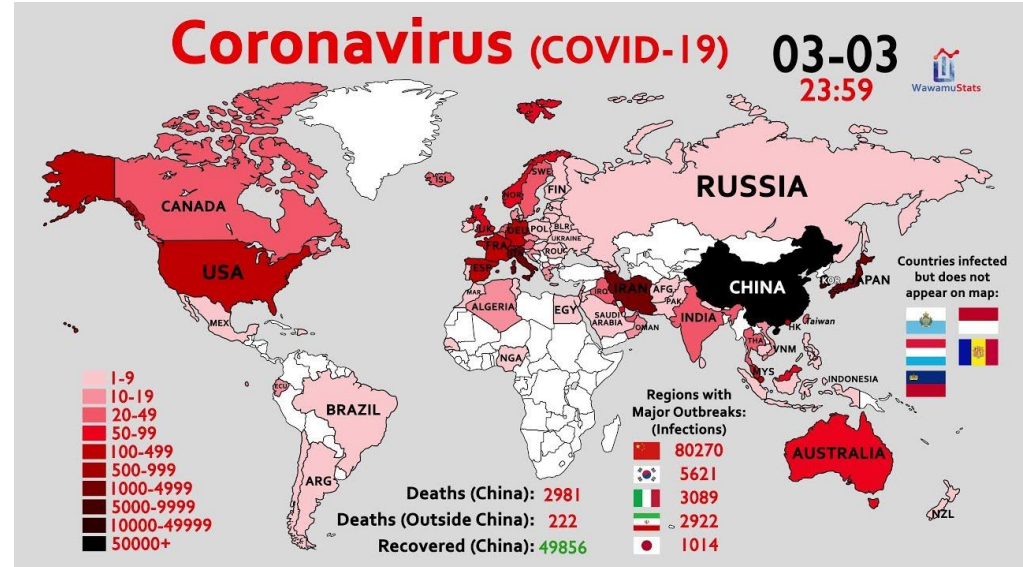 Coronavirus (COVID-19)
03-03
23:59
WawamuStats
CANADA
USA
MEX
ECU
BRAZIL
ARG
ISL
NOR
SWE
FIN
UK
DEU
POL
BLR
UKRAINE
FRA
ROU
ESP
MAR
ALGERIA
EGY
NGA
IRQ
IRAN
AFG
PAK
SAUDI
ARABIA
OMAN
INDIA
RUSSIA
CHINA
KOR
JAPAN
HK
Taiwan
THA
VNM
MYS
INDONESIA
AUSTRALIA
NZL
Countries infected
but does not
appear on map:
1-9
10-19
20-49
50-99
100-499
500-999
1000-4999
5000-9999
10000-49999
50000+
Deaths (China): 2981
Deaths (Outside China): 222
Recovered (China): 49856
Regions with
Major Outbreaks:
(Infections)
80270
5621
3089
2922
1014